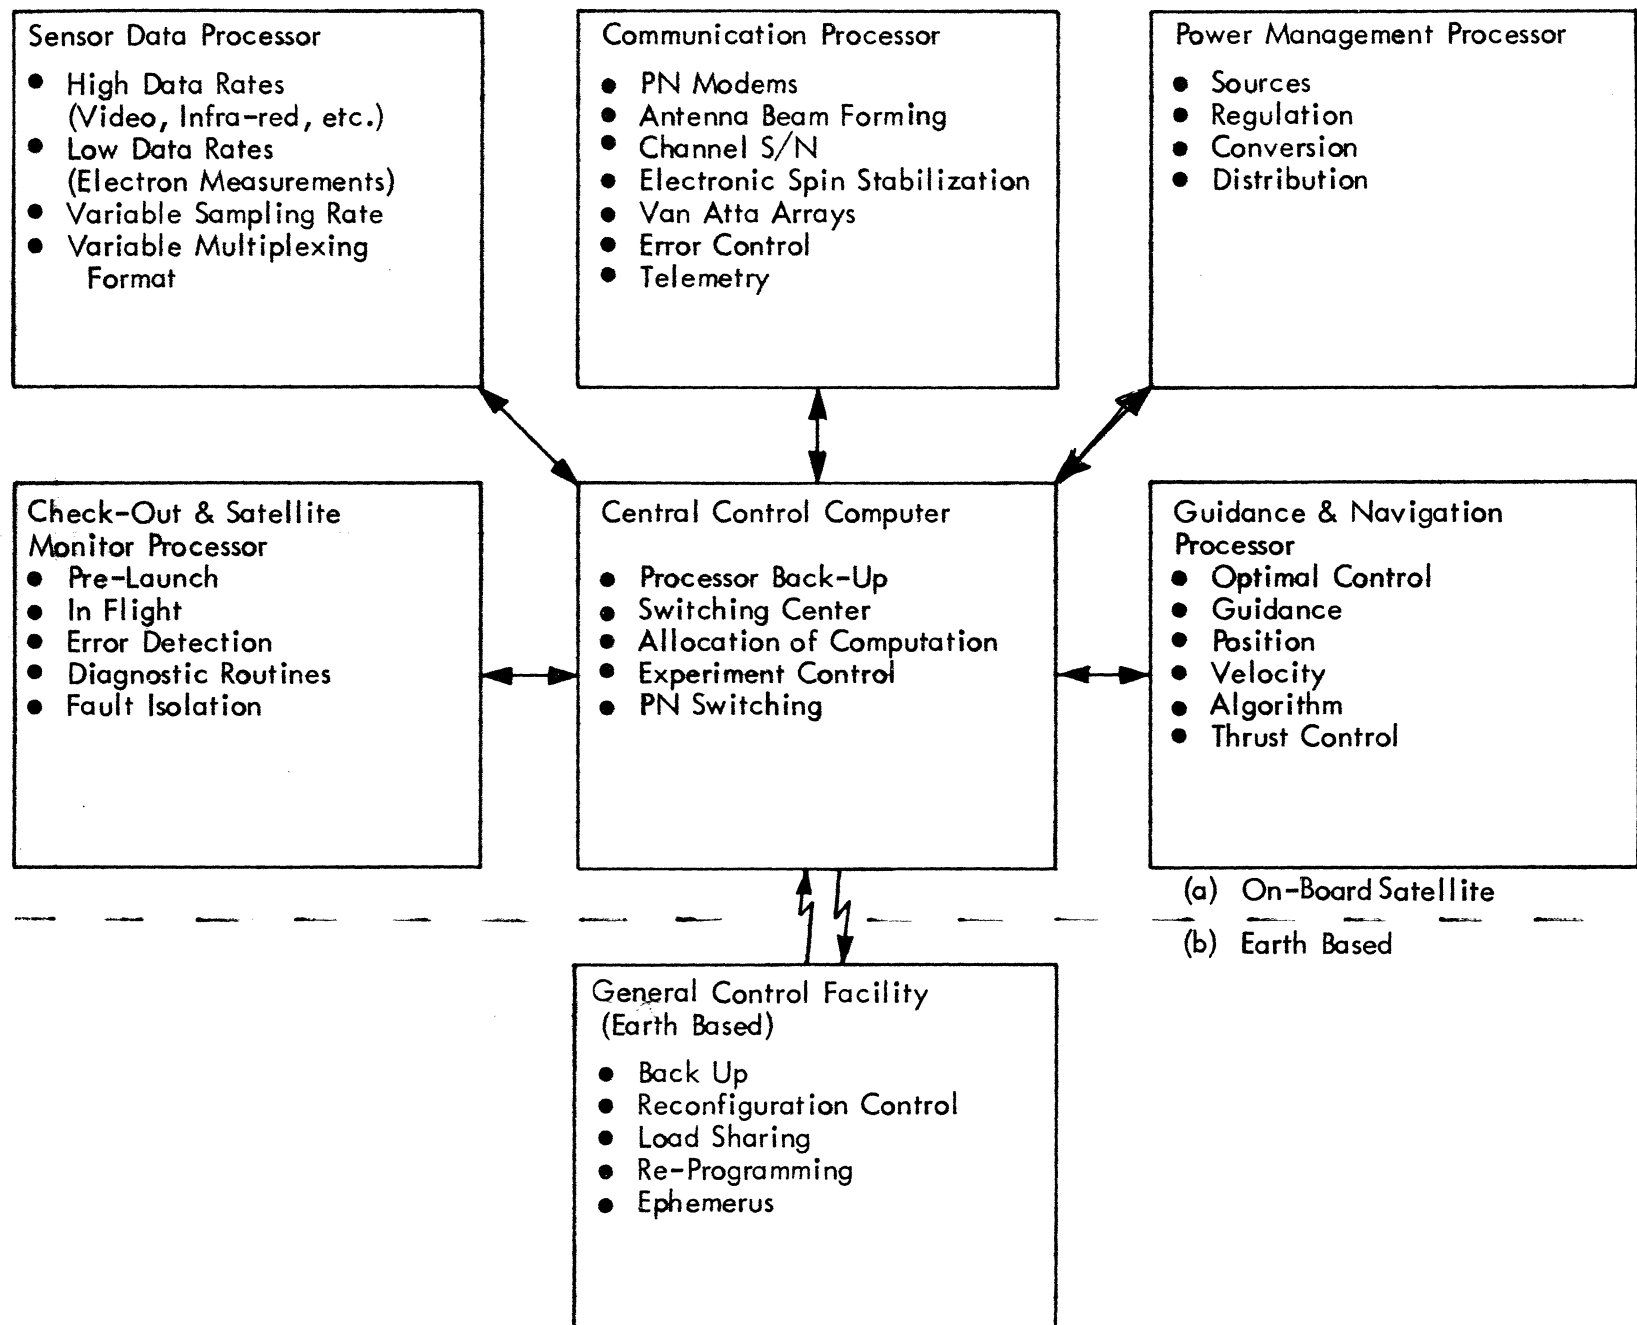 Sensor Data Processor
● High Data Rates
(Video, Infra-red, etc.)
● Low Data Rates
(Electron Measurements)
● Variable Sampling Rate
● Variable Multiplexing
Format
Communication Processor
● PN Modems
● Antenna Beam Forming
● Channel S/N
● Electronic Spin Stabilization
● Van Atta Arrays
● Error Control
● Telemetry
Power Management Processor
● Sources
● Regulation
● Conversion
● Distribution
Check-Out & Satellite
Monitor Processor
● Pre-Launch
● In Flight
● Error Detection
● Diagnostic Routines
● Fault Isolation
Central Control Computer
● Processor Back-Up
● Switching Center
● Allocation of Computation
● Experiment Control
● PN Switching
Guidance & Navigation
Processor
● Optimal Control
● Guidance
● Position
● Velocity
● Algorithm
● Thrust Control
(a) On-Board Satellite
(b) Earth Based
General Control Facility
(Earth Based)
● Back Up
● Reconfiguration Control
● Load Sharing
● Re-Programming
● Ephemerus